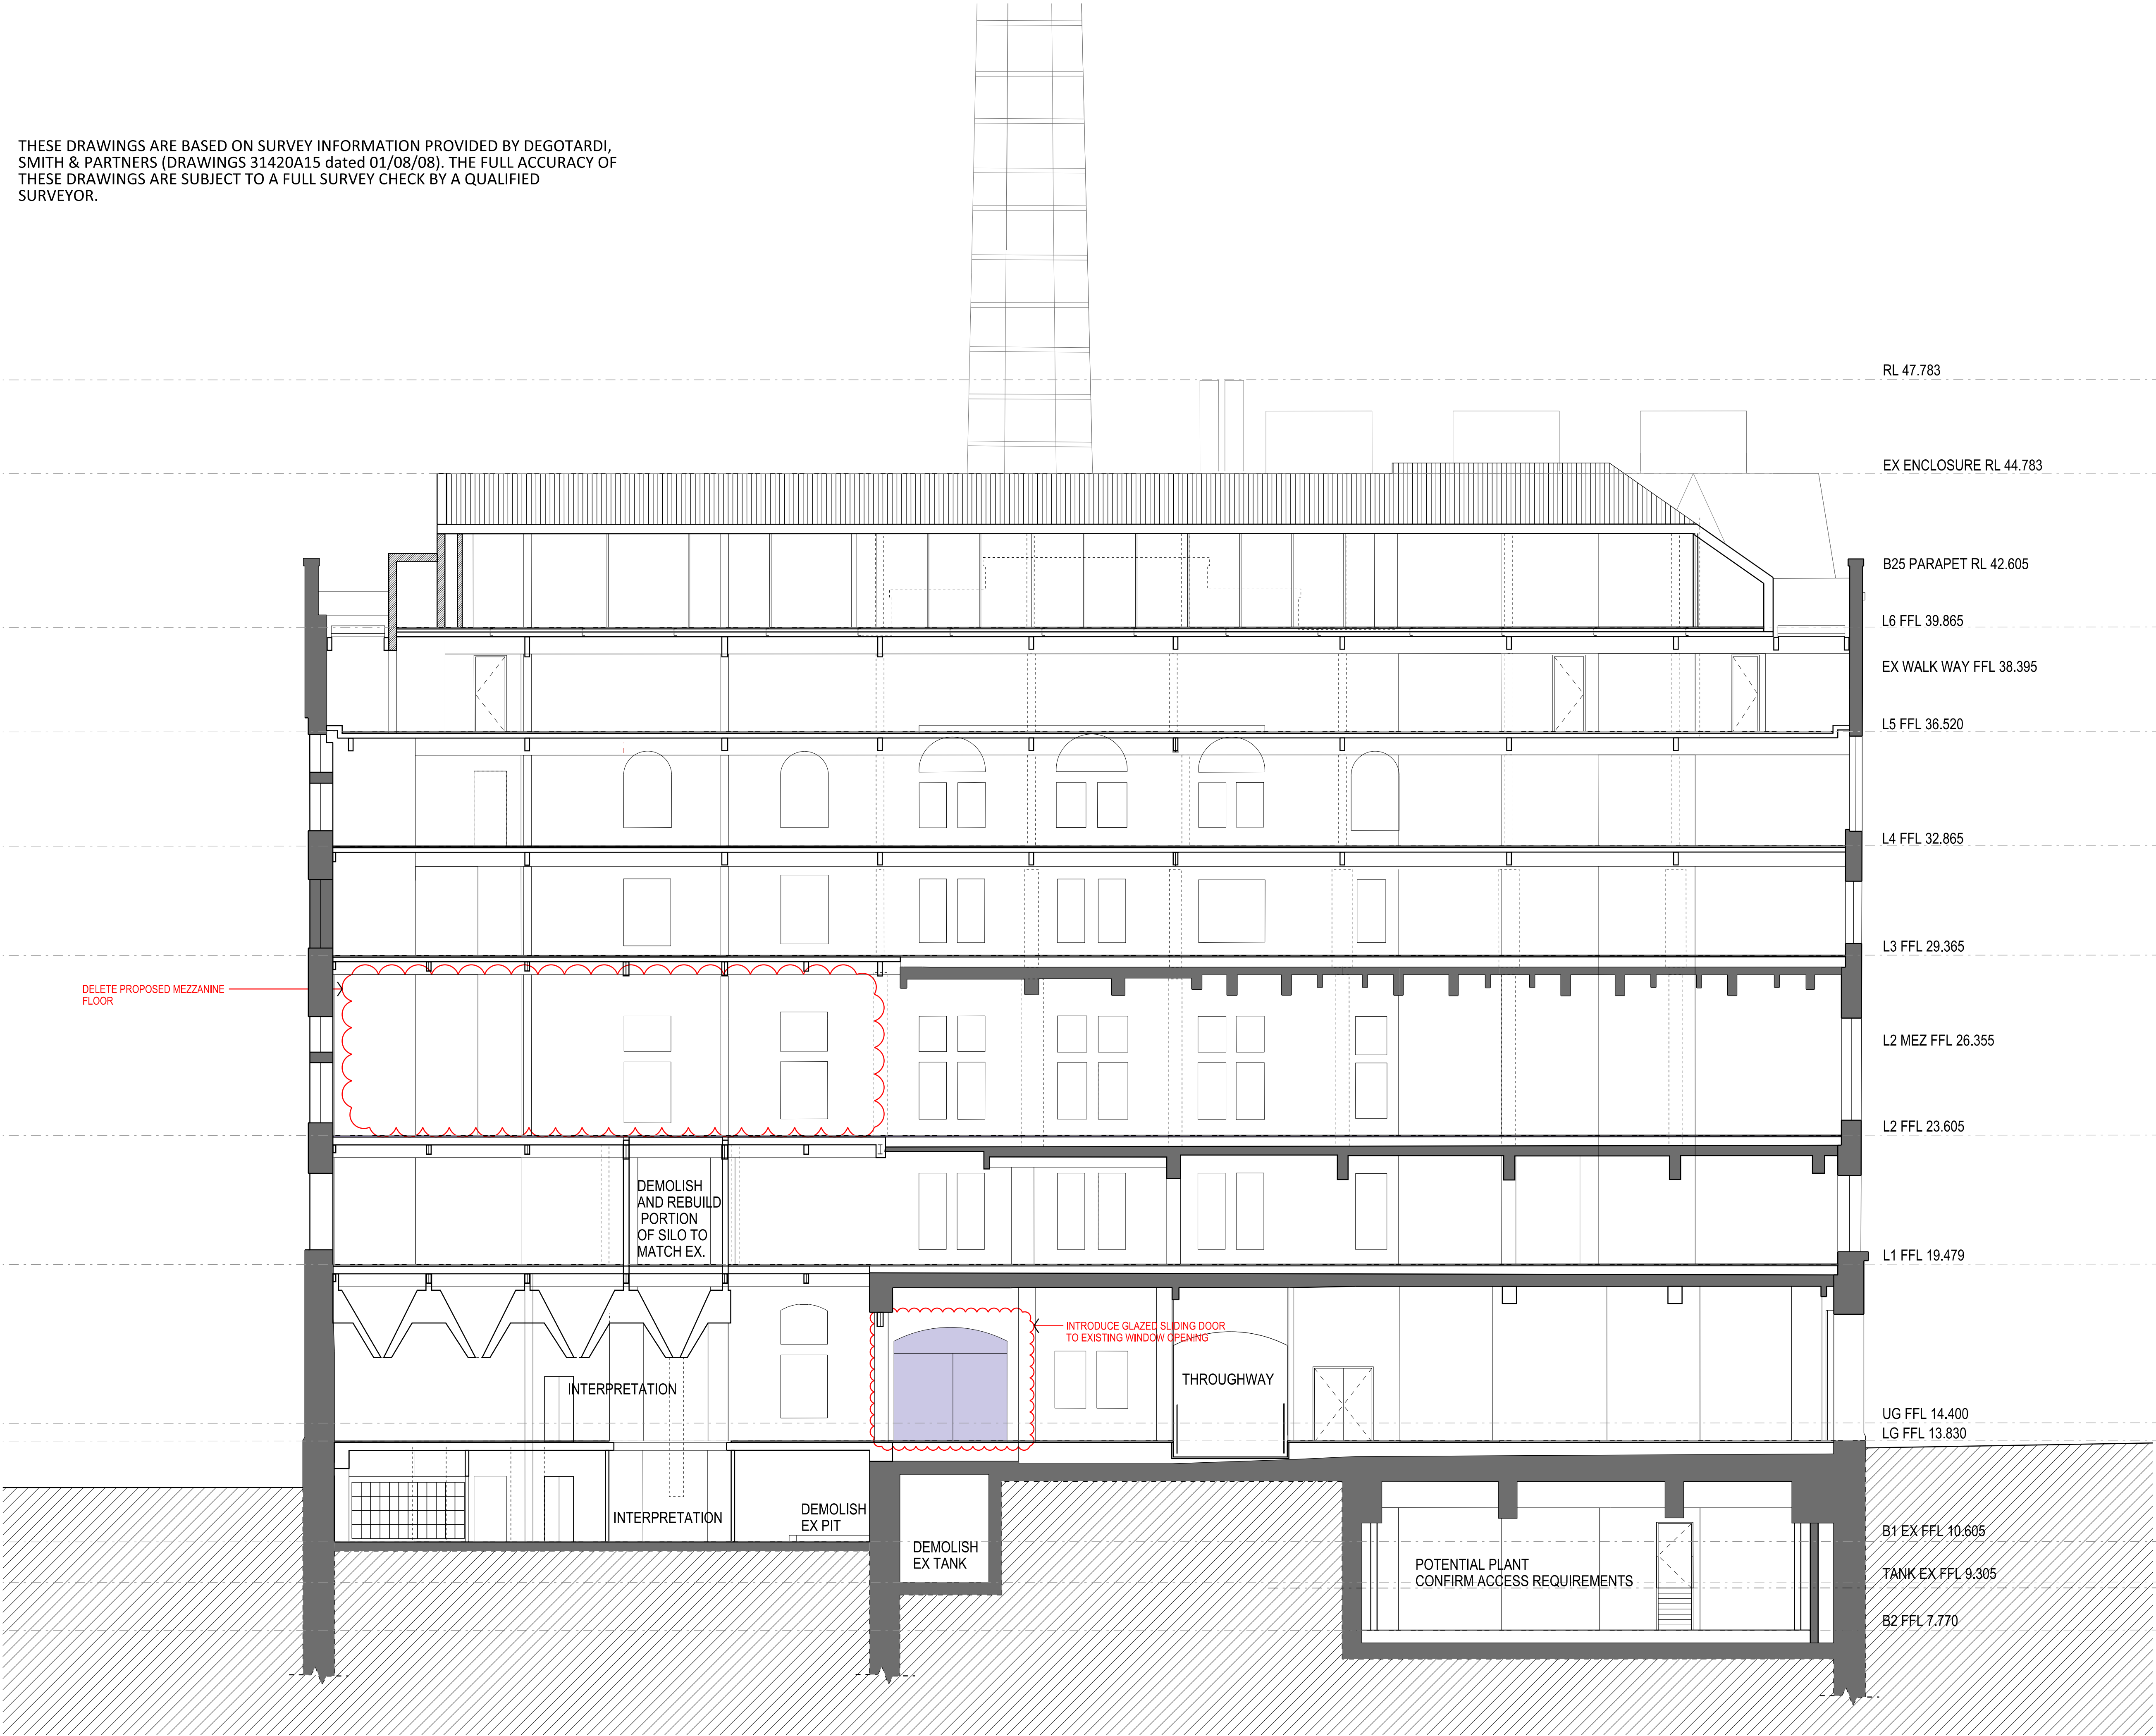 THESE DRAWINGS ARE BASED ON SURVEY INFORMATION PROVIDED BY DEGOTARDI,
SMITH & PARTNERS (DRAWINGS 31420A15 dated 01/08/08). THE FULL ACCURACY OF
THESE DRAWINGS ARE SUBJECT TO A FULL SURVEY CHECK BY A QUALIFIED
SURVEYOR.
RL 47.783
EX ENCLOSURE RL 44.783
B25 PARAPET RL 42.605
L6 FFL 39.865
EX WALK WAY FFL 38.395
L5 FFL 36.520
L4 FFL 32.865
L3 FFL 29.365
DELETE PROPOSED MEZZANINE
FLOOR
L2 MEZ FFL 26.355
L2 FFL 23.605
DEMOLISH
AND REBUILD
PORTION
OF SILO TO
MATCH EX.
L1 FFL 19.479
INTRODUCE GLAZED SLIDING DOOR
TO EXISTING WINDOW OPENING
THROUGHWAY
INTERPRETATION
UG FFL 14.400
LG FFL 13.830
INTERPRETATION
DEMOLISH
EX PIT
DEMOLISH
EX TANK
B1 EX FFL 10.605
POTENTIAL PLANT
CONFIRM ACCESS REQUIREMENTS
TANK EX FFL 9.305
B2 FFL 7.770